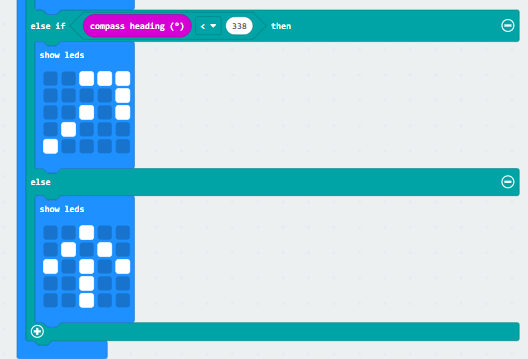 else if compass heading (°) < 338 then
show leds
else
show leds